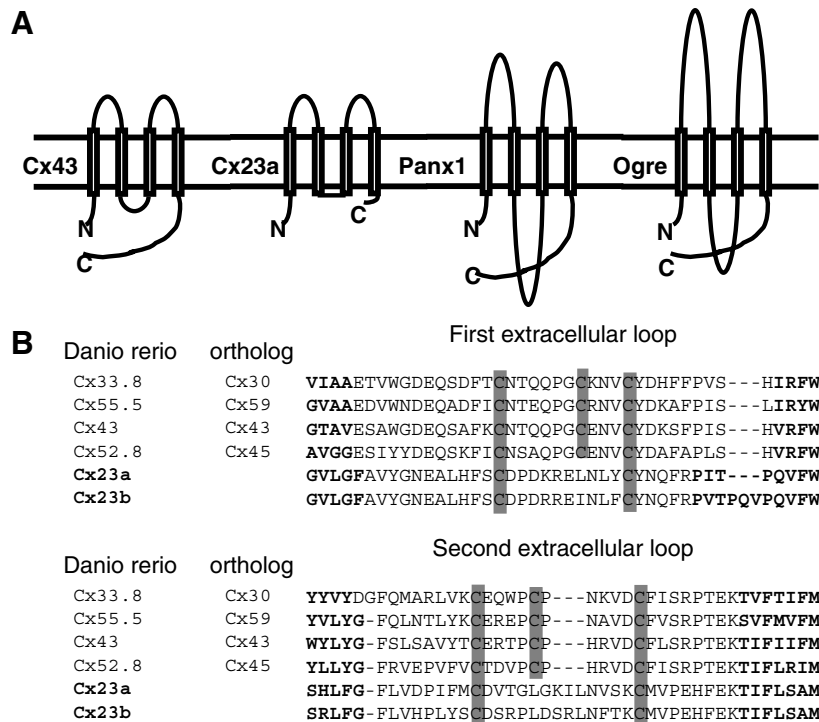 A
Cx43 Cx23a Panx1 Ogre
N C N C N C N C
B
First extracellular loop
Danio rerio ortholog
Cx33.8 Cx30 VIAAETVWGDEQSDFTCNTQQPGCKNVCYDHFFPVS---HIRFW
Cx55.5 Cx59 GVAAEDVWNDEQADFICNTEQPGCRNVCYDKAFPIS---LIRYW
Cx43 Cx43 GTAVESAWGDEQSAFKCNTQQPGCENVCYDKSFPIS---HVRFW
Cx52.8 Cx45 AVGGESIYYDEQSKFICNSAQPGCENVCYDAFAPLS---HVRFW
Cx23a GVLGFAVYGNEALHFSCDPDKRELNLYCYNQFRPIT---PQVFW
Cx23b GVLGFAVYGNEALHFSCDPDRREINLFCYNQFRPVTPQVPQVFW
Second extracellular loop
Danio rerio ortholog
Cx33.8 Cx30 YYVYDGFQMARLVKCEQWPCP---NKVDCFISRPTEKTVFTIFM
Cx55.5 Cx59 YVLYG-FQLNTLYKCEREPCP---NAVDCFVSRPTEKSVFMVFM
Cx43 Cx43 WYLYG-FSLSAVYTCERTPCP---HRVDCFLSRPTEKTIFIIFM
Cx52.8 Cx45 YLLYG-FRVEPVFVCTDVPCP---HRVDCFISRPTEKTIFLRIM
Cx23a SHLFG-FLVDPIFMCDVTGLGKILNVSKCMVPEHFEKTIFLSAM
Cx23b SRLFG-FLVHPLYSCDSRPLDSRLNFTKCMVPEHFEKTIFLSAM